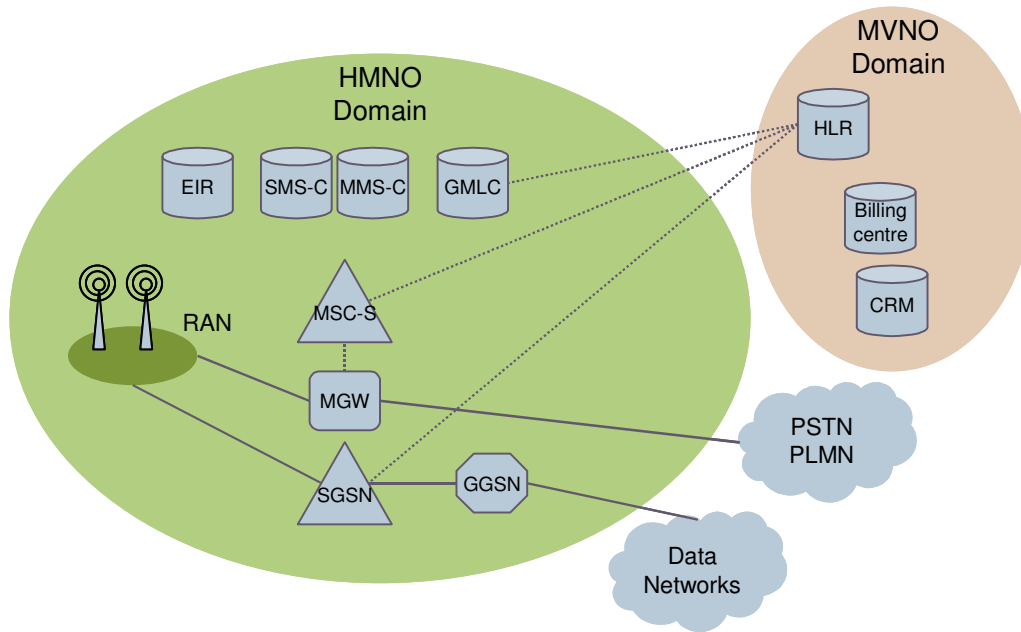 HMNO
Domain
MVNO
Domain
HLR
EIR
SMS-C
MMS-C
GMLC
Billing
centre
CRM
RAN
MSC-S
MGW
PSTN
PLMN
SGSN
GGSN
Data
Networks